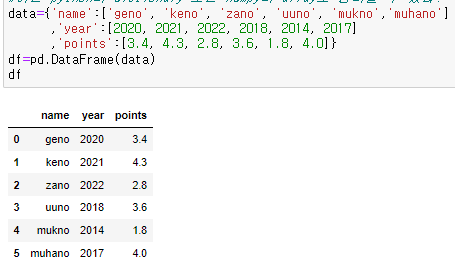 data={'name':['geno', 'keno', 'zano', 'uuno', 'mukno','muhano']
,'year':[2020, 2021, 2022, 2018, 2014, 2017]
,'points':[3.4, 4.3, 2.8, 3.6, 1.8, 4.0]}
df=pd.DataFrame(data)
df
name year points
0 geno 2020 3.4
1 keno 2021 4.3
2 zano 2022 2.8
3 uuno 2018 3.6
4 mukno 2014 1.8
5 muhano 2017 4.0